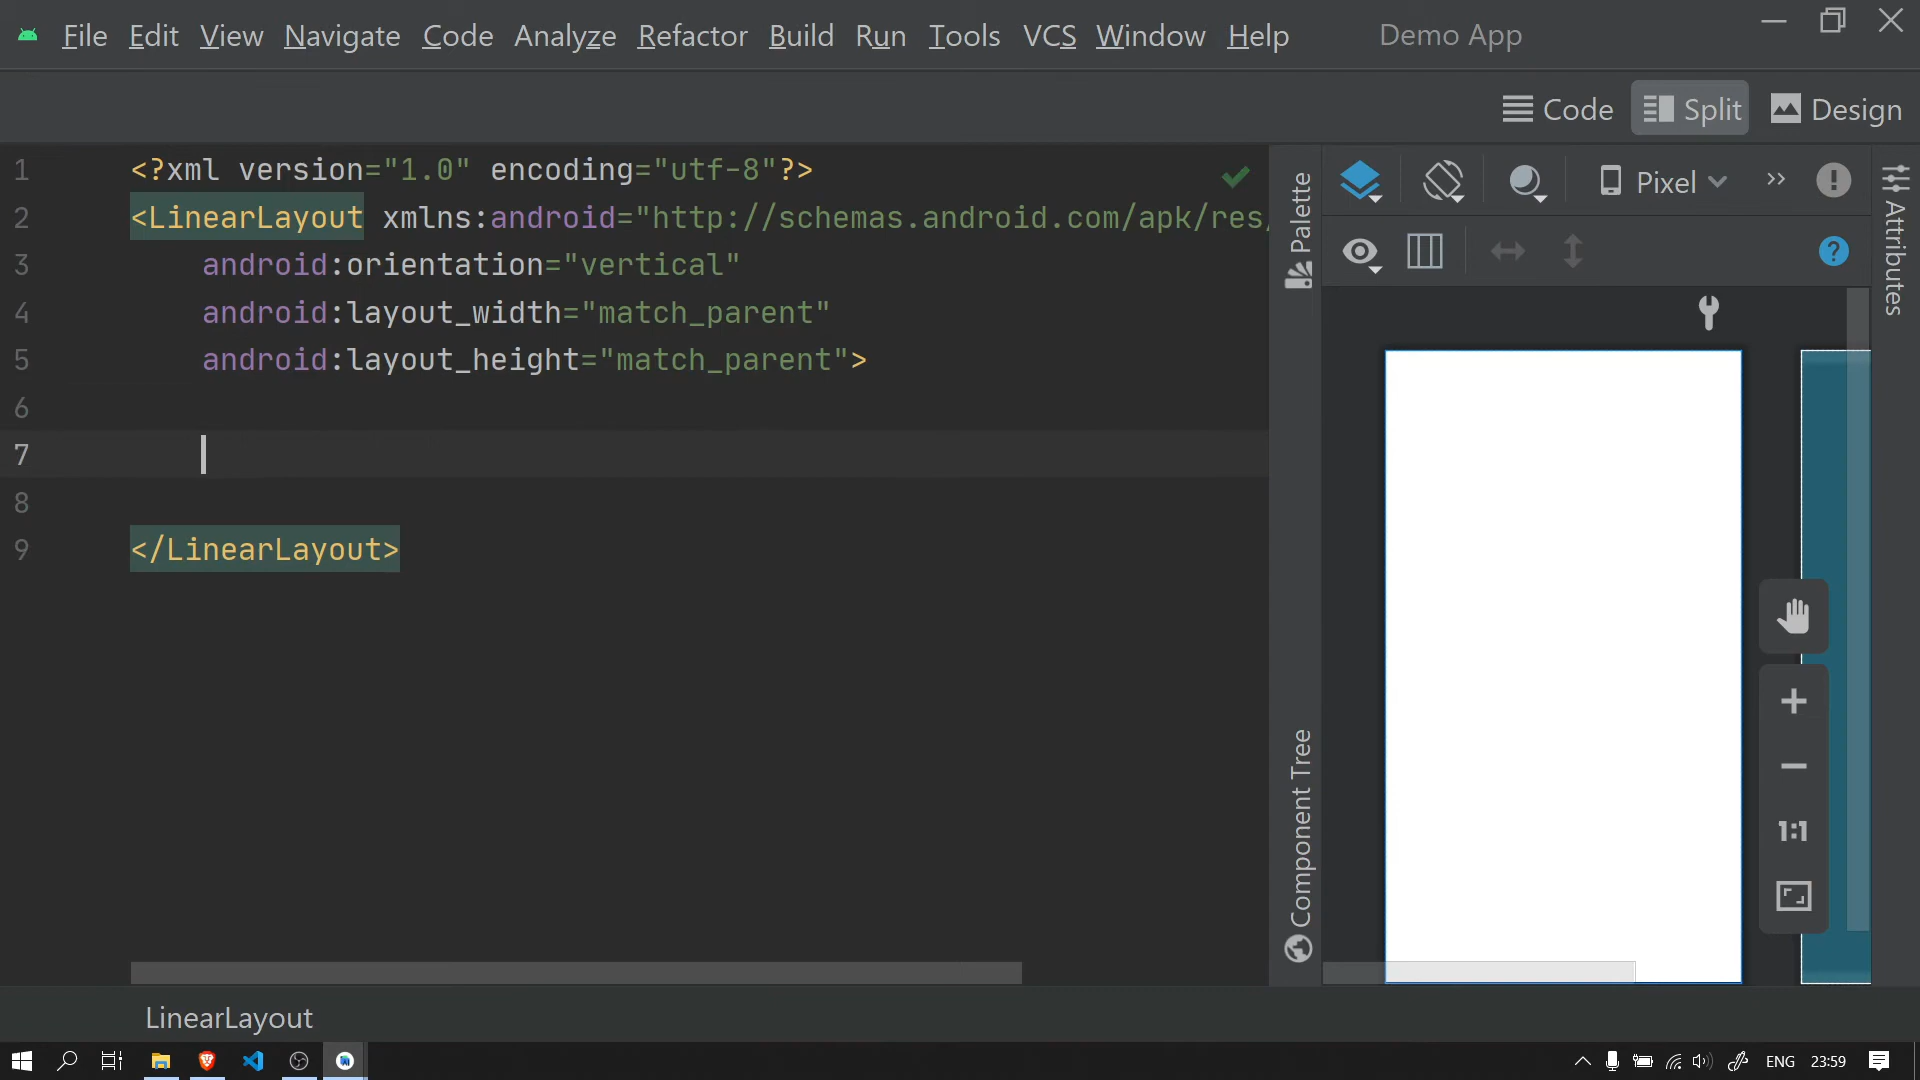 File Edit View Navigate Code Analyze Refactor Build Run Tools VCS Window Help Demo App
Code Split Design
1 <?xml version="1.0" encoding="utf-8"?>
2 <LinearLayout xmlns:android="http://schemas.android.com/apk/res/
3 android:orientation="vertical"
4 android:layout_width="match_parent"
5 android:layout_height="match_parent">
6
7
8
9 </LinearLayout>
Palette
Component Tree
Pixel
Attributes
1:1
LinearLayout
ENG 23:59